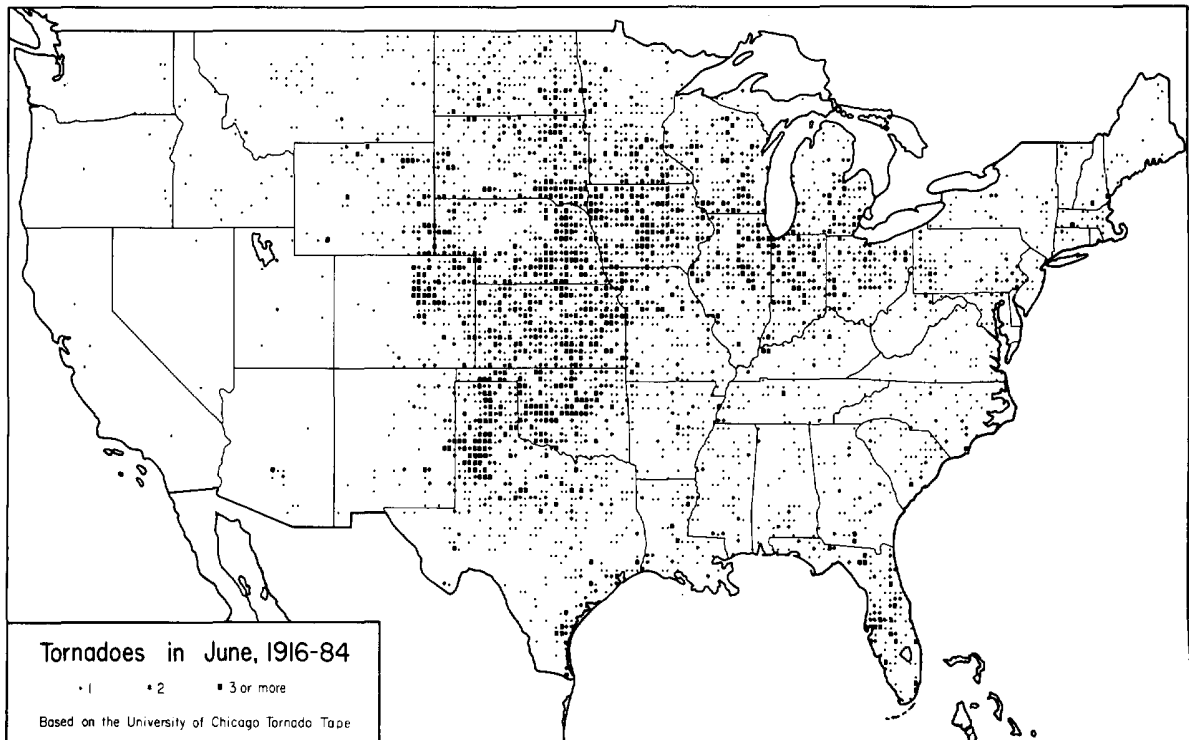 Tornadoes in June, 1916-84
· 1 ▪ 2 ■ 3 or more
Based on the University of Chicago Tornado Tape